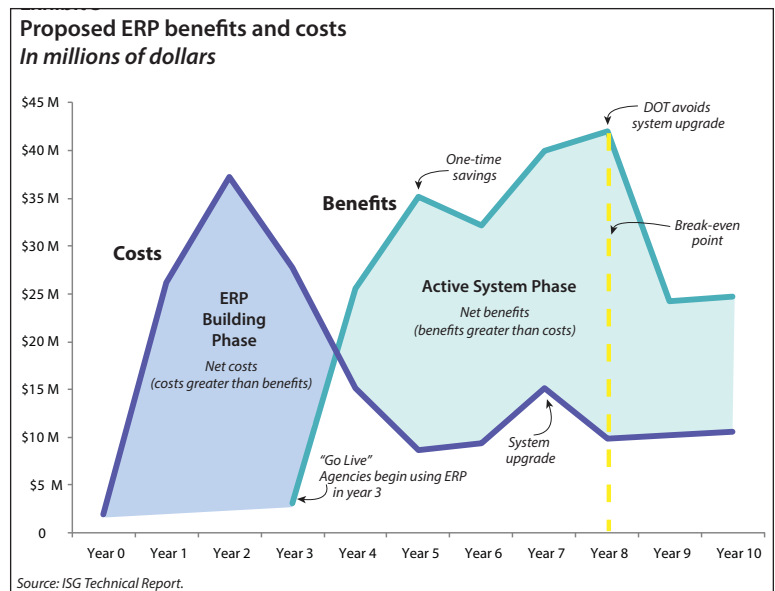 Proposed ERP benefits and costs
In millions of dollars
$45 M
$40 M
$35 M
$30 M
$25 M
$20 M
$15 M
$10 M
$5 M
0
DOT avoids
system upgrade
One-time
savings
Benefits
Break-even
point
Costs
ERP
Building
Phase
Net costs
(costs greater than benefits)
Active System Phase
Net benefits
(benefits greater than costs)
System
upgrade
"Go Live"
Agencies begin using ERP
in year 3
Year 0 Year 1 Year 2 Year 3 Year 4 Year 5 Year 6 Year 7 Year 8 Year 9 Year 10
Source: ISG Technical Report.